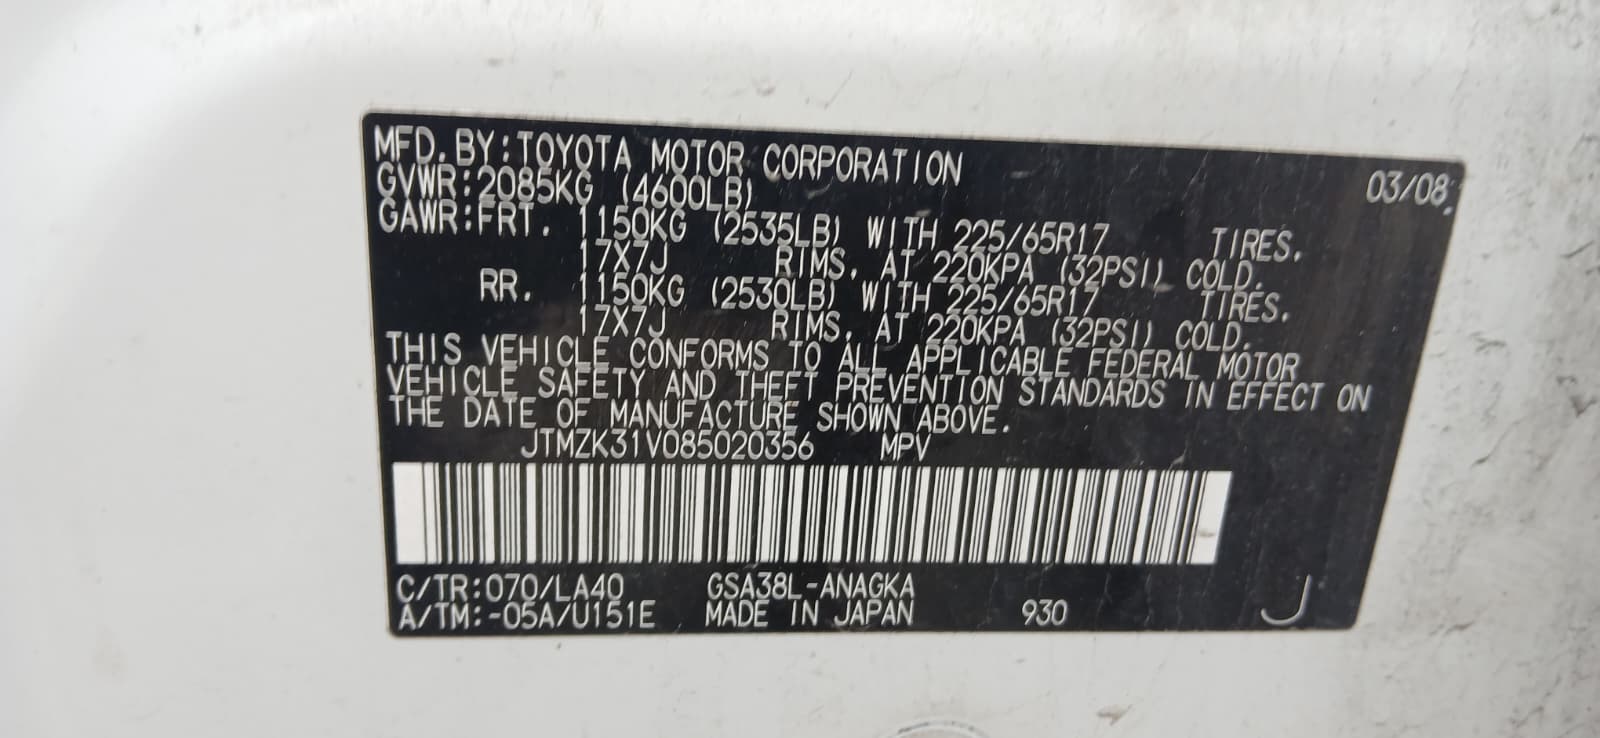 MFD. BY: TOYOTA MOTOR CORPORATION 03/08
GVWR: 2085KG (4600LB)
GAWR: FRT. 1150KG (2535LB) WITH 225/65R17 TIRES.
17X7J RIMS, AT 220KPA (32PSI) COLD.
RR. 1150KG (2530LB) WITH 225/65R17 TIRES.
17X7J RIMS, AT 220KPA (32PSI) COLD.
THIS VEHICLE CONFORMS TO ALL APPLICABLE FEDERAL MOTOR
VEHICLE SAFETY AND THEFT PREVENTION STANDARDS IN EFFECT ON
THE DATE OF MANUFACTURE SHOWN ABOVE.
JTMZK31V085020356 MPV
C/TR: 070/LA40 GSA38L-ANAGKA
A/TM: -05A/U151E MADE IN JAPAN 930 J